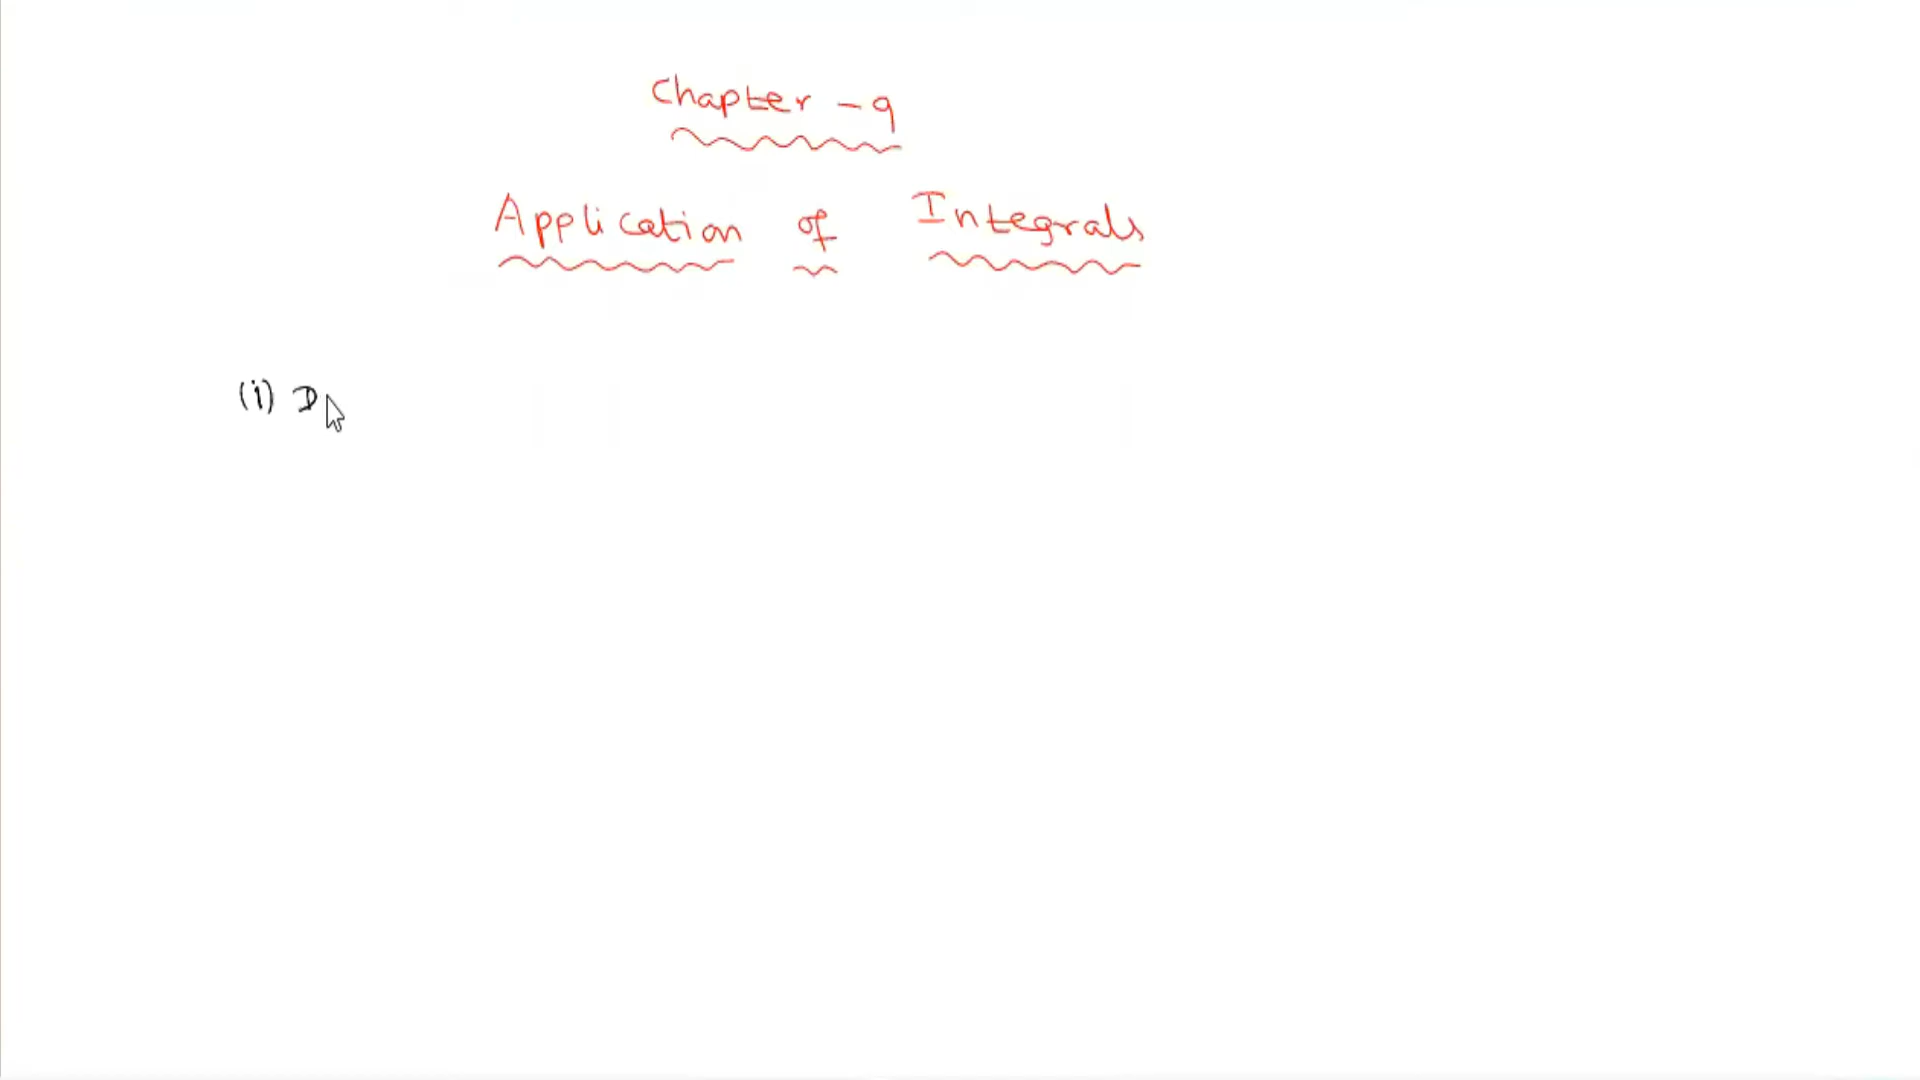 Chapter - 9
Application of Integrals
(i) D